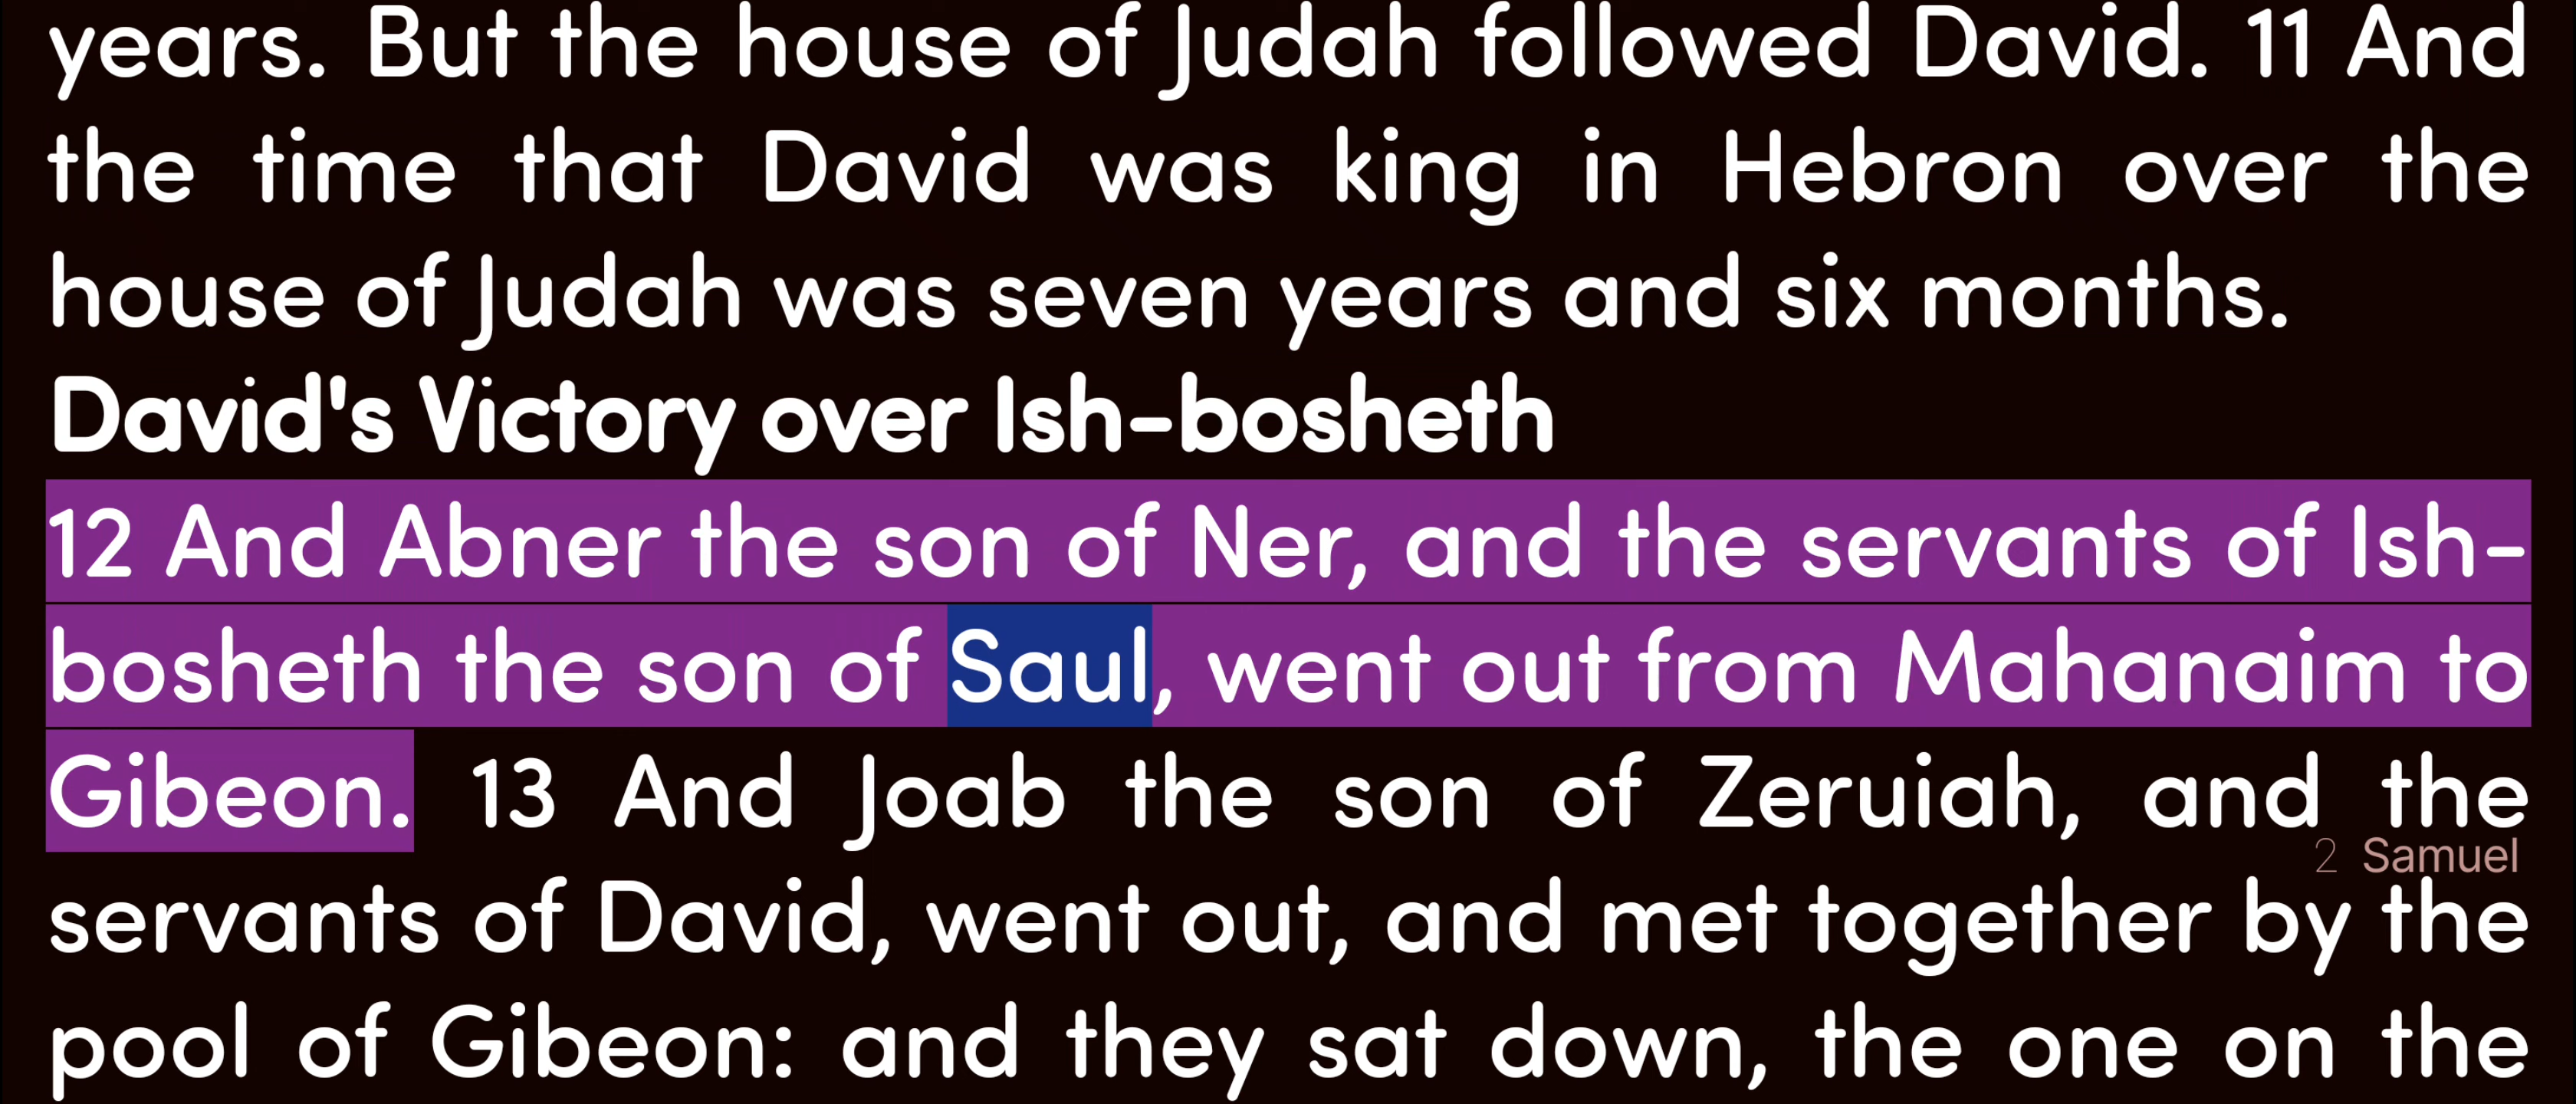 years. But the house of Judah followed David. 11 And
the time that David was king in Hebron over the
house of Judah was seven years and six months.
David's Victory over Ish-bosheth
12 And Abner the son of Ner, and the servants of Ish-
bosheth the son of Saul, went out from Mahanaim to
Gibeon. 13 And Joab the son of Zeruiah, and the
2 Samuel
servants of David, went out, and met together by the
pool of Gibeon: and they sat down, the one on the